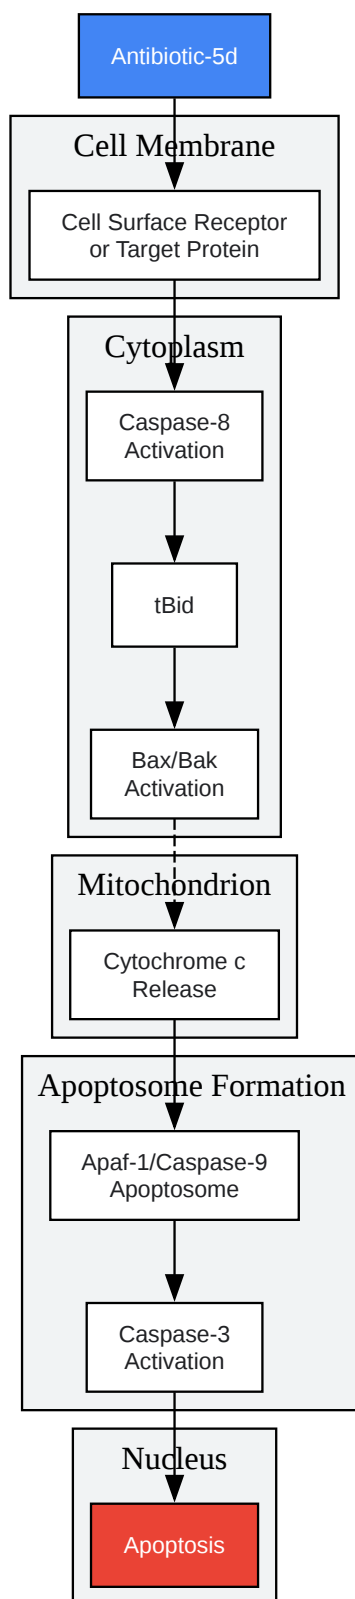 Antibiotic-5d
Cell Membrane
Cell Surface Receptor
or Target Protein
Cytoplasm
Caspase-8
Activation
tBid
Bax/Bak
Activation
Mitochondrion
Cytochrome c
Release
Apoptosome Formation
Apaf-1/Caspase-9
Apoptosome
Caspase-3
Activation
Nucleus
Apoptosis